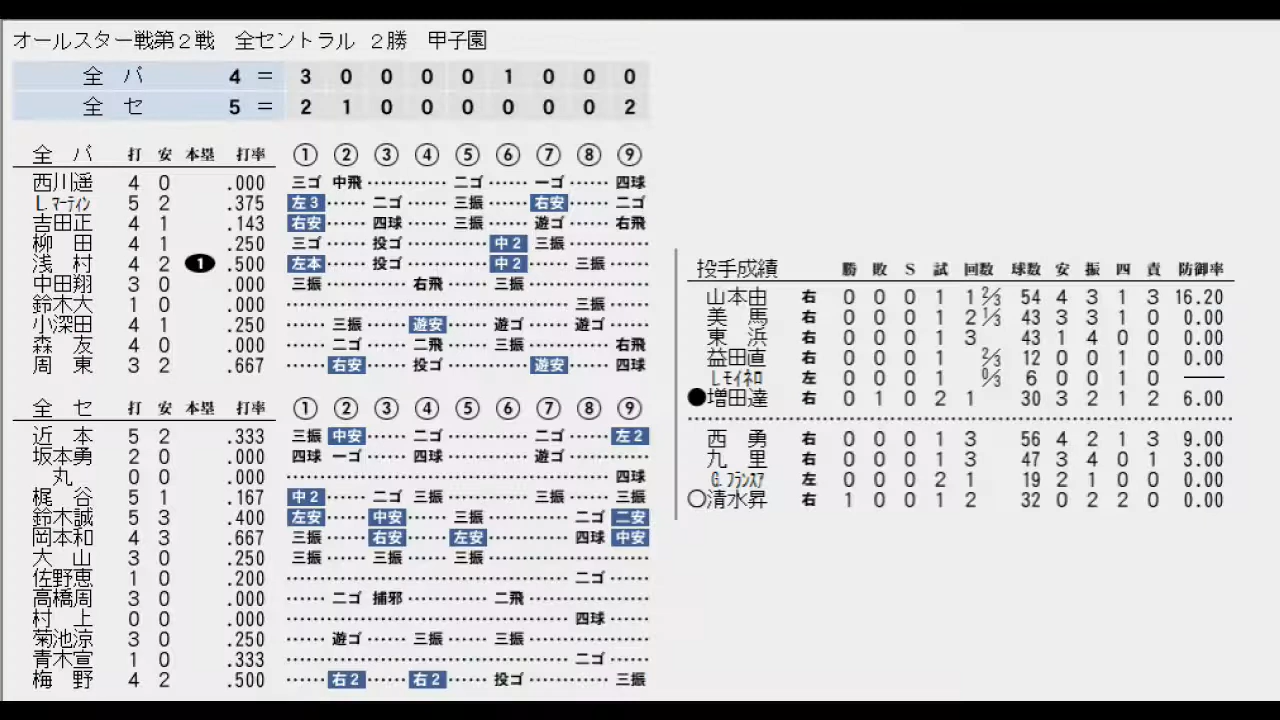 オールスター戦第２戦　全セントラル　２勝　甲子園
全　パ　4 =　3 0 0 0 0 1 0 0 0
全　セ　5 =　2 1 0 0 0 0 0 0 2
全　パ　打 安 本塁 打率 ① ② ③ ④ ⑤ ⑥ ⑦ ⑧ ⑨
西川遥 4 0 .000 三ゴ 中飛 ……… 二ゴ …… 一ゴ …… 四球
L.マーティン 5 2 .375 左３ …… 二ゴ …… 三振 …… 右安 …… 二ゴ
吉田正 4 1 .143 右安 …… 四球 …… 三振 …… 遊ゴ …… 右飛
柳　田 4 1 .250 三ゴ …… 投ゴ ……… 中２ 三振 ………
浅　村 4 2 ❶ .500 左本 …… 投ゴ ……… 中２ …… 三振 ……
中田翔 3 0 .000 三振 ……… 右飛 …… 三振 ………
鈴木大 1 0 .000 ……… 三振 ……
小深田 4 1 .250 …… 三振 …… 遊安 …… 遊ゴ …… 遊ゴ ……
森　友 4 0 .000 …… 二ゴ …… 二飛 …… 三振 ……… 右飛
周　東 3 2 .667 …… 右安 …… 投ゴ ……… 遊安 …… 四球
全　セ　打 安 本塁 打率 ① ② ③ ④ ⑤ ⑥ ⑦ ⑧ ⑨
近　本 5 2 .333 三振 中安 …… 二ゴ ……… 二ゴ …… 左２
坂本勇 2 0 .000 四球 一ゴ …… 四球 ……… 遊ゴ ………
丸 0 0 .000 ……… 四球
梶　谷 5 1 .167 中２ …… 二ゴ 三振 ……… 三振 …… 三振
鈴木誠 5 3 .400 左安 …… 中安 …… 三振 ……… 二ゴ 二安
岡本和 4 3 .667 三振 …… 右安 …… 左安 ……… 四球 中安
大　山 3 0 .250 三振 …… 三振 …… 三振 ………
佐野恵 1 0 .200 ……… 二ゴ ……
高橋周 3 0 .000 …… 二ゴ 捕邪 ……… 二飛 ………
村　上 0 0 .000 ……… 四球 ……
菊池涼 3 0 .250 …… 遊ゴ …… 三振 …… 三振 ………
青木宣 1 0 .333 ……… 二ゴ ……
梅　野 4 2 .500 …… 右２ …… 右２ …… 投ゴ ……… 三振
投手成績 勝 敗 S 試 回数 球数 安 振 四 責 防御率
山本由 右 0 0 0 1 1 2/3 54 4 3 1 3 16.20
美　馬 右 0 0 0 1 2 1/3 43 3 3 1 0 0.00
東　浜 右 0 0 0 1 3 43 1 4 0 0 0.00
益田直 右 0 0 0 1 2/3 12 0 0 1 0 0.00
L.モイネロ 左 0 0 0 1 0/3 6 0 0 1 0 ――
●増田達 右 0 1 0 2 1 30 3 2 1 2 6.00
西　勇 右 0 0 0 1 3 56 4 2 1 3 9.00
九　里 右 0 0 0 1 3 47 3 4 0 1 3.00
G.フランスア 左 0 0 0 2 1 19 2 1 0 0 0.00
○清水昇 右 1 0 0 1 2 32 0 2 2 0 0.00